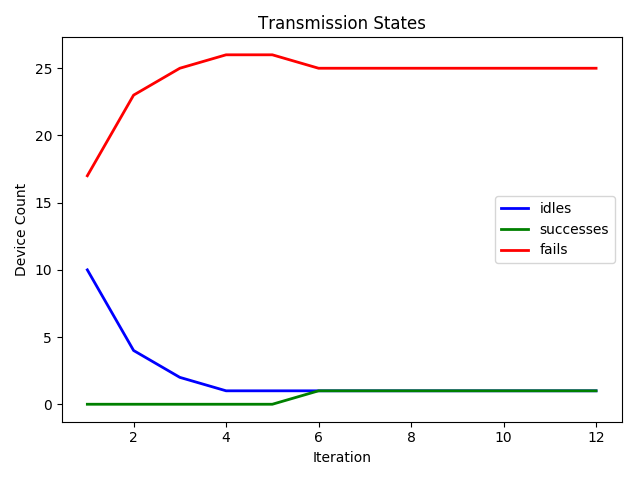 Transmission States
Device Count
25
20
15
10
5
0
idles
successes
fails
2 4 6 8 10 12
Iteration